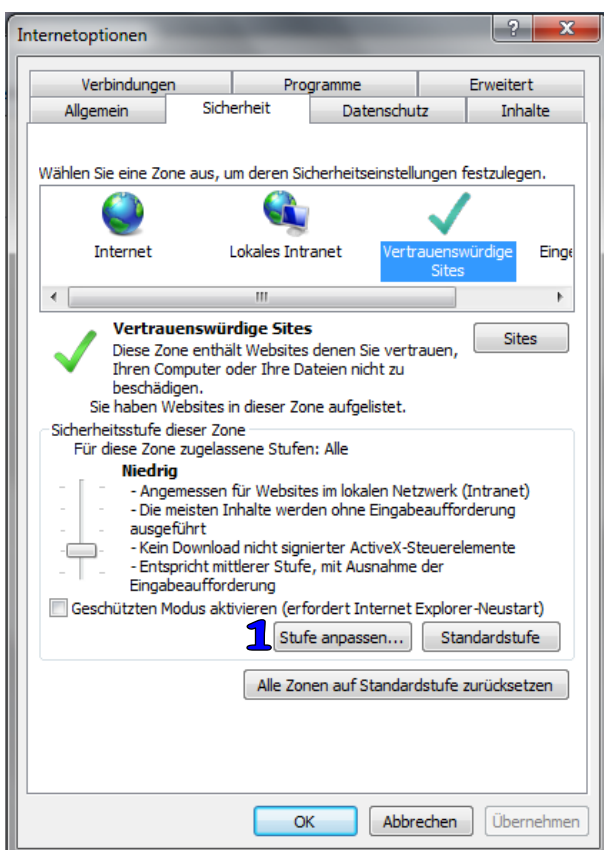 Internetoptionen
?
X
Verbindungen
Programme
Erweitert
Allgemein
Sicherheit
Datenschutz
Inhalte
Wählen Sie eine Zone aus, um deren Sicherheitseinstellungen festzulegen.
Internet
Lokales Intranet
Vertrauenswürdige
Sites
Einge
Vertrauenswürdige Sites
Diese Zone enthält Websites denen Sie vertrauen,
Ihren Computer oder Ihre Dateien nicht zu
beschädigen.
Sie haben Websites in dieser Zone aufgelistet.
Sites
Sicherheitsstufe dieser Zone
Für diese Zone zugelassene Stufen: Alle
Niedrig
- Angemessen für Websites im lokalen Netzwerk (Intranet)
- Die meisten Inhalte werden ohne Eingabeaufforderung
ausgeführt
- Kein Download nicht signierter ActiveX-Steuerelemente
- Entspricht mittlerer Stufe, mit Ausnahme der
Eingabeaufforderung
Geschützten Modus aktivieren (erfordert Internet Explorer-Neustart)
1
Stufe anpassen...
Standardstufe
Alle Zonen auf Standardstufe zurücksetzen
OK
Abbrechen
Übernehmen